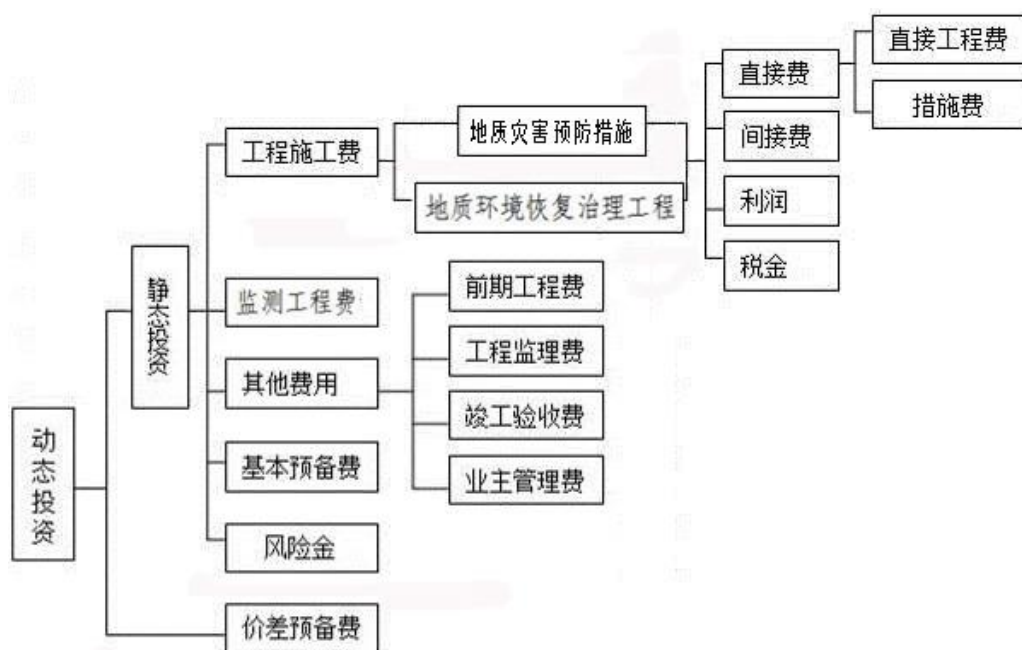 直接工程费
直接费
措施费
地质灾害预防措施
工程施工费
间接费
地质环境恢复治理工程
利润
税金
静态投资
监测工程费
前期工程费
工程监理费
其他费用
竣工验收费
动态投资
基本预备费
业主管理费
风险金
价差预备费